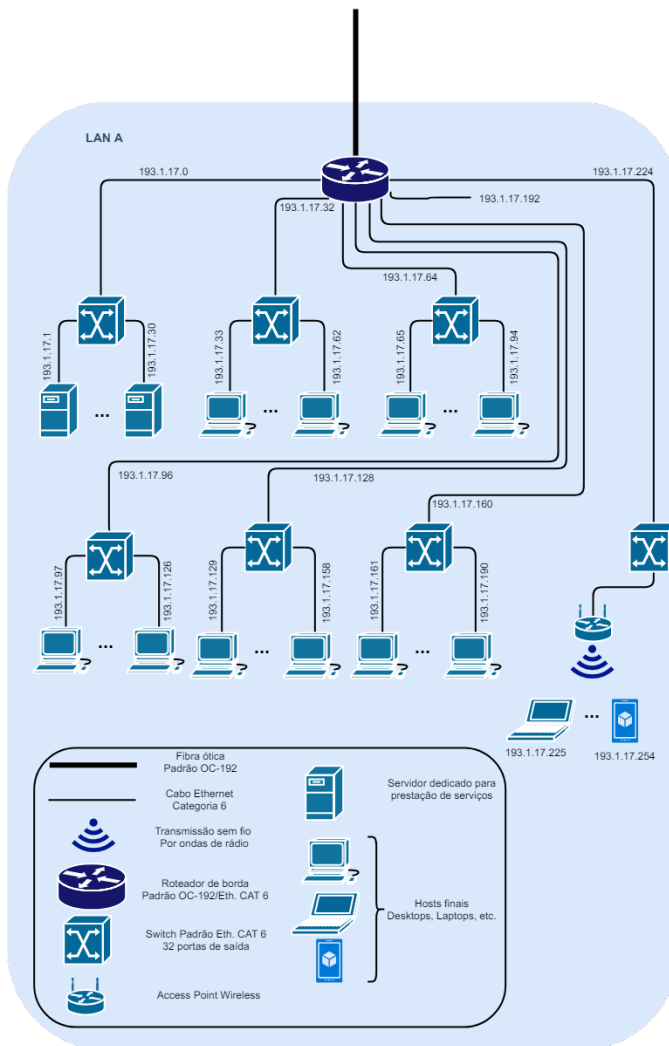 LAN A
193.1.17.0
193.1.17.224
193.1.17.32
193.1.17.192
193.1.17.64
193.1.17.1
193.1.17.30
193.1.17.33
193.1.17.62
193.1.17.65
193.1.17.94
...
...
...
193.1.17.96
193.1.17.128
193.1.17.160
193.1.17.97
193.1.17.126
193.1.17.129
193.1.17.158
193.1.17.161
193.1.17.190
...
...
...
...
193.1.17.225
193.1.17.254
Fibra ótica
Padrão OC-192
Cabo Ethernet
Categoria 6
Transmissão sem fio
Por ondas de rádio
Roteador de borda
Padrão OC-192/Eth. CAT 6
Switch Padrão Eth. CAT 6
32 portas de saída
Access Point Wireless
Servidor dedicado para
prestação de serviços
Hosts finais
Desktops, Laptops, etc.